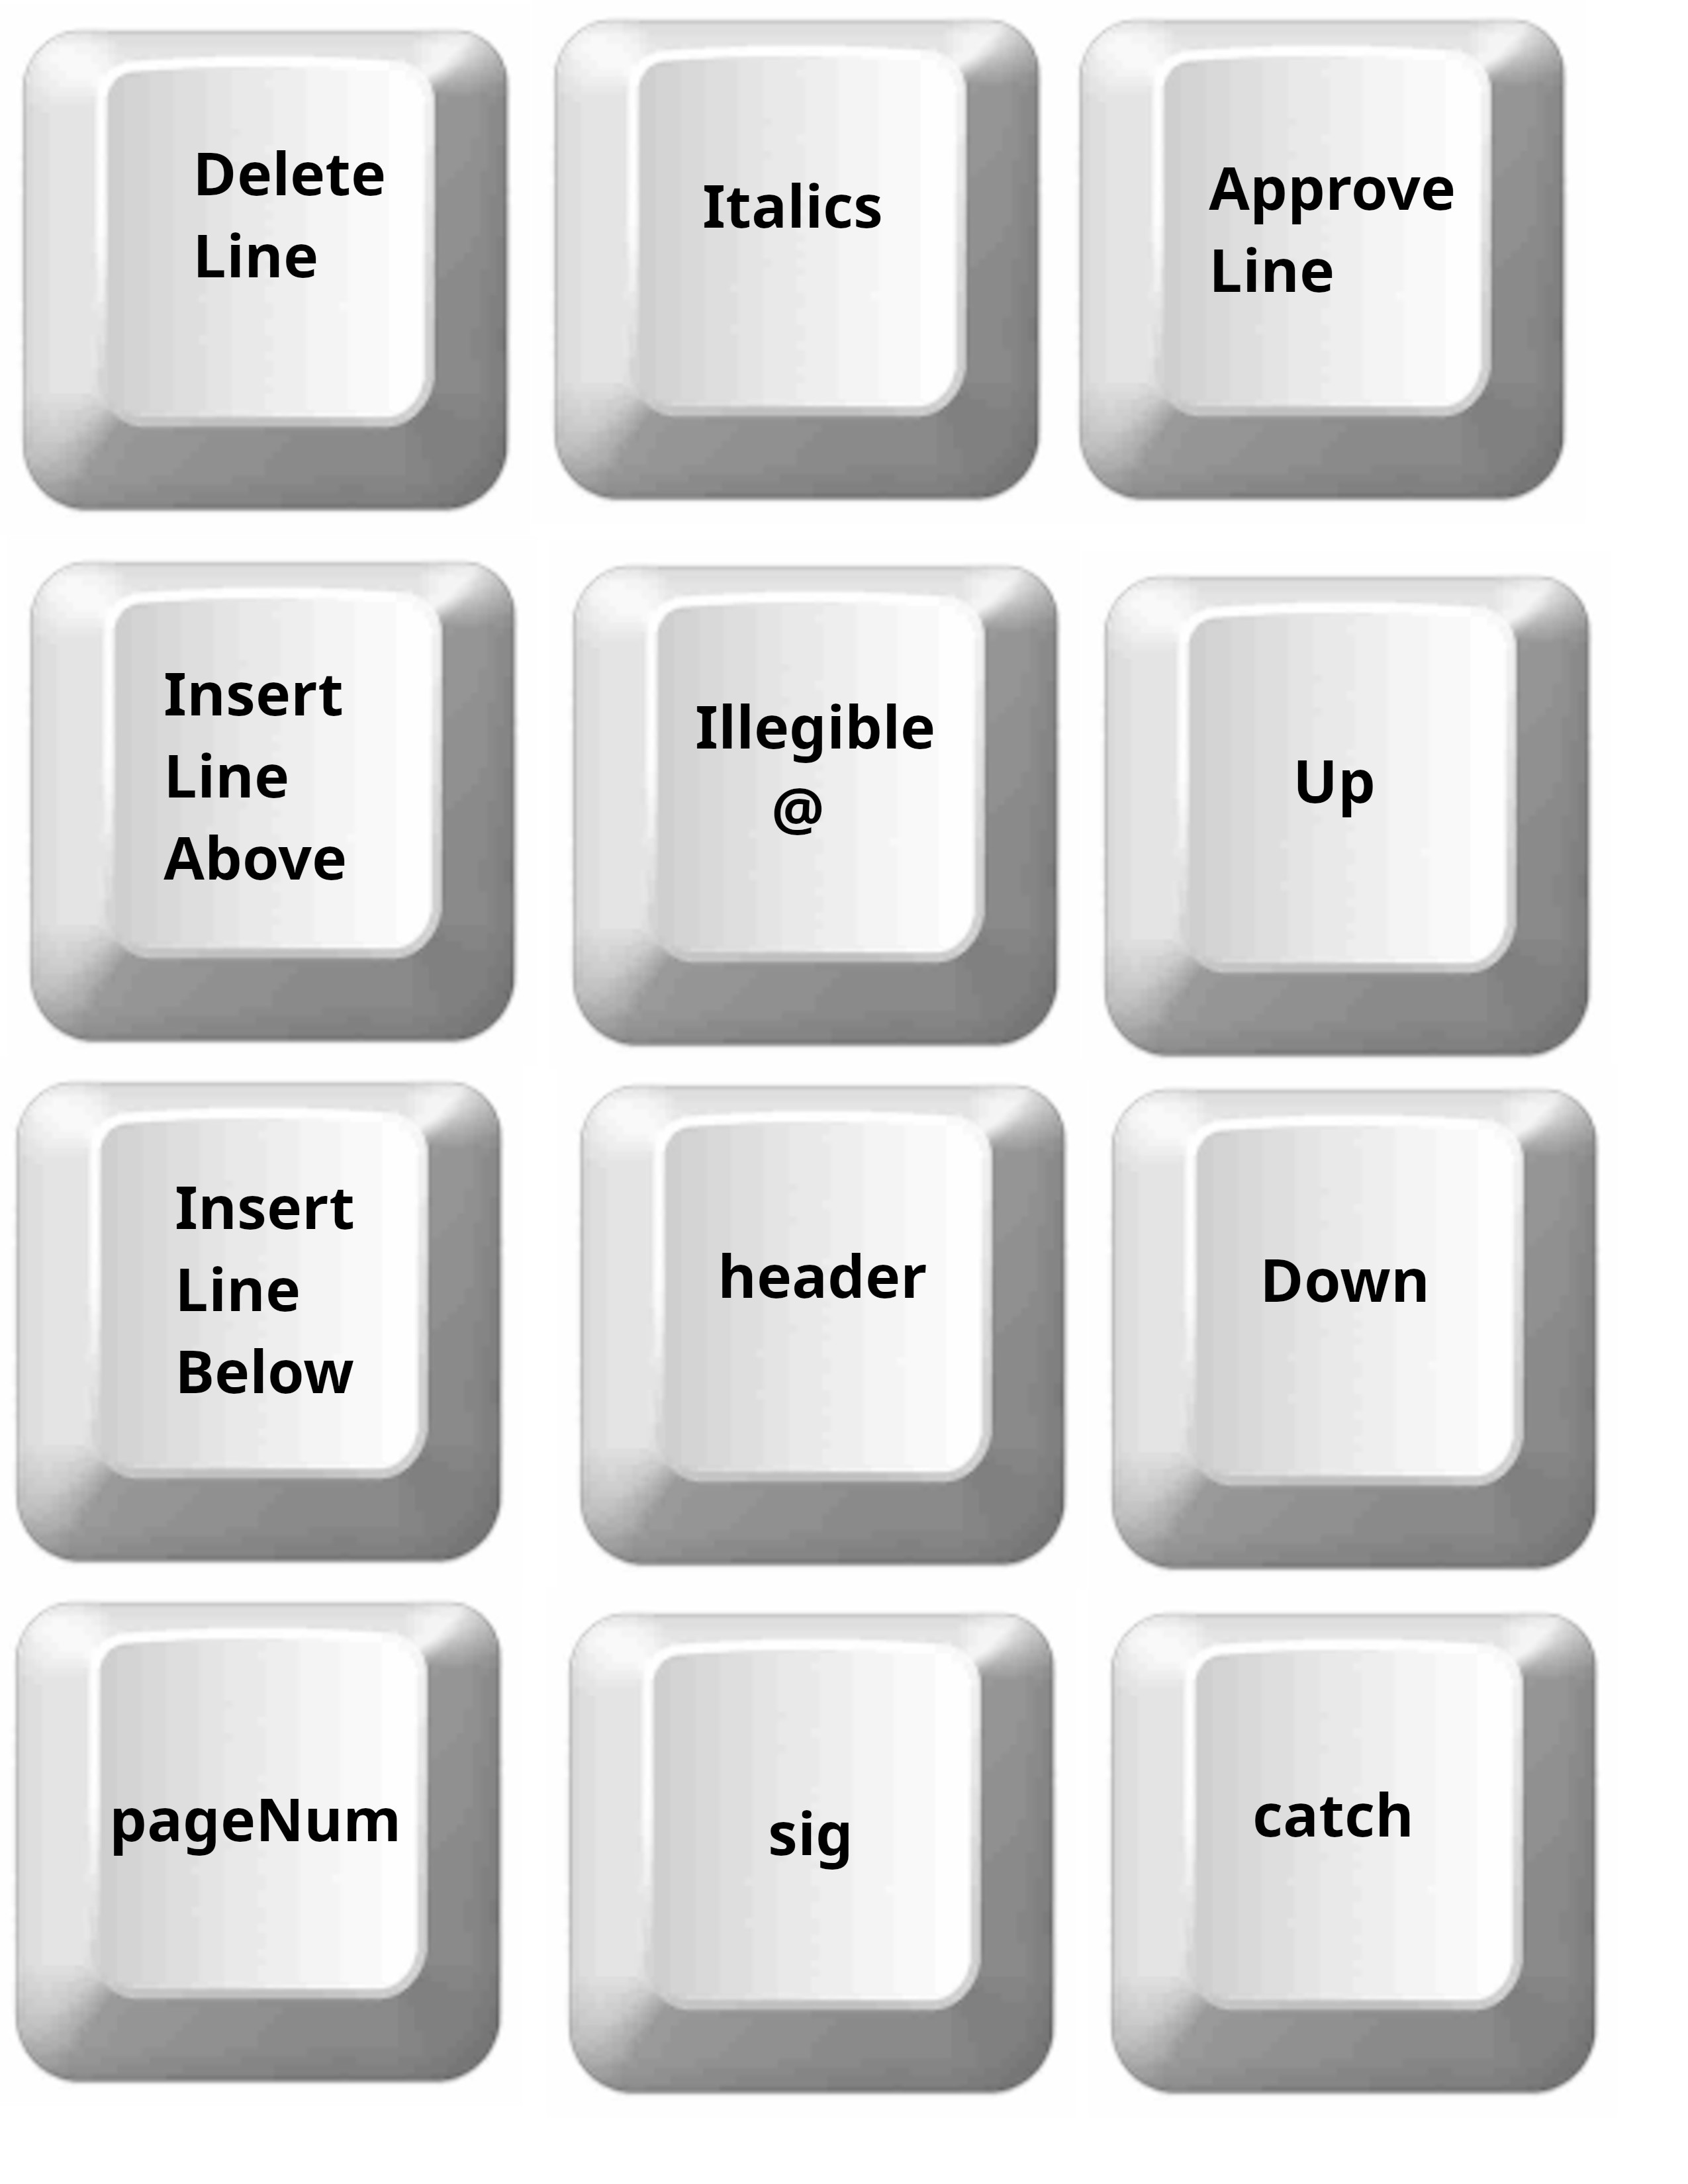 Delete
Line
Italics
Approve
Line
Insert
Line
Above
Illegible
@
Up
Insert
Line
Below
header
Down
pageNum
sig
catch